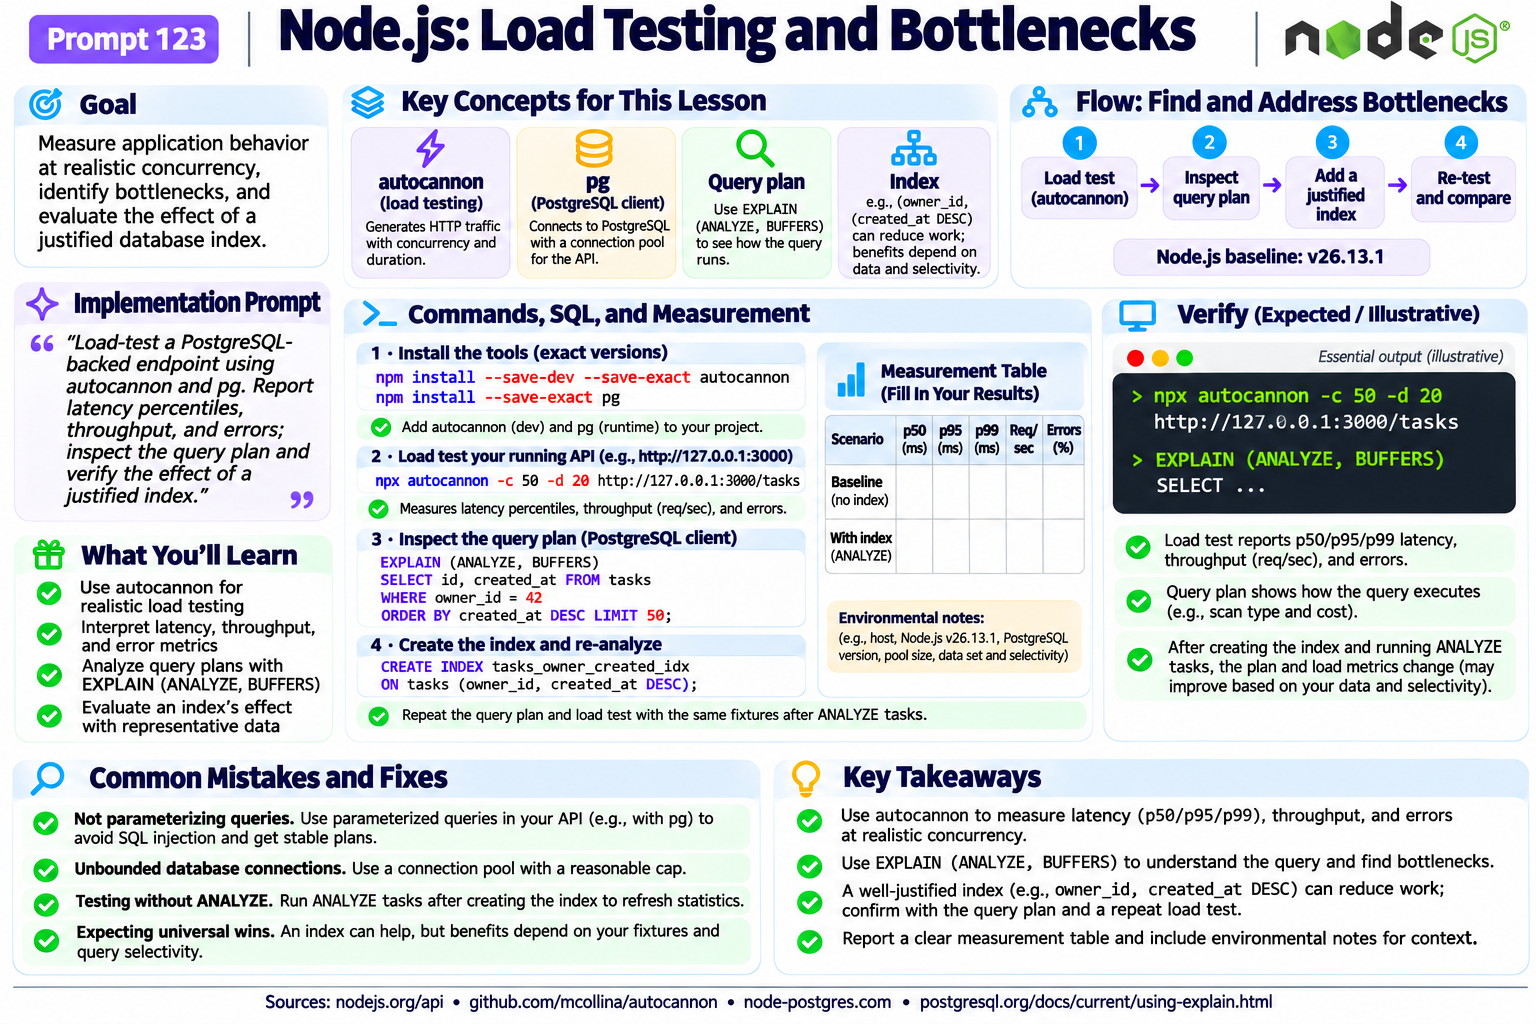 Prompt 123
Node.js: Load Testing and Bottlenecks
node JS ®
Goal
Measure application behavior
at realistic concurrency,
identify bottlenecks, and
evaluate the effect of a
justified database index.
Key Concepts for This Lesson
autocannon
(load testing)
Generates HTTP traffic
with concurrency and
duration.
pg
(PostgreSQL client)
Connects to PostgreSQL
with a connection pool
for the API.
Query plan
Use EXPLAIN
(ANALYZE, BUFFERS)
to see how the query
runs.
Index
e.g., (owner_id,
(created_at DESC)
can reduce work;
benefits depend on
data and selectivity.
Flow: Find and Address Bottlenecks
1
Load test
(autocannon)
2
Inspect
query plan
3
Add a
justified
index
4
Re-test
and compare
Node.js baseline: v26.13.1
Implementation Prompt
“Load-test a PostgreSQL-
backed endpoint using
autocannon and pg. Report
latency percentiles,
throughput, and errors;
inspect the query plan and
verify the effect of a
justified index.”
What You’ll Learn
Use autocannon for
realistic load testing
Interpret latency, throughput,
and error metrics
Analyze query plans with
EXPLAIN (ANALYZE, BUFFERS)
Evaluate an index’s effect
with representative data
Commands, SQL, and Measurement
1 · Install the tools (exact versions)
npm install --save-dev --save-exact autocannon
npm install --save-exact pg
Add autocannon (dev) and pg (runtime) to your project.
2 · Load test your running API (e.g., http://127.0.0.1:3000)
npx autocannon -c 50 -d 20 http://127.0.0.1:3000/tasks
Measures latency percentiles, throughput (req/sec), and errors.
3 · Inspect the query plan (PostgreSQL client)
EXPLAIN (ANALYZE, BUFFERS)
SELECT id, created_at FROM tasks
WHERE owner_id = 42
ORDER BY created_at DESC LIMIT 50;
4 · Create the index and re-analyze
CREATE INDEX tasks_owner_created_idx
ON tasks (owner_id, created_at DESC);
Repeat the query plan and load test with the same fixtures after ANALYZE tasks.
Measurement Table
(Fill In Your Results)
Scenario p50 (ms) p95 (ms) p99 (ms) Req/ sec Errors (%)
Baseline
(no index)
With index
(ANALYZE)
Environmental notes:
(e.g., host, Node.js v26.13.1, PostgreSQL
version, pool size, data set and selectivity)
Verify (Expected / Illustrative)
Essential output (illustrative)
> npx autocannon -c 50 -d 20
http://127.0.0.1:3000/tasks
> EXPLAIN (ANALYZE, BUFFERS)
SELECT ...
Load test reports p50/p95/p99 latency,
throughput (req/sec), and errors.
Query plan shows how the query executes
(e.g., scan type and cost).
After creating the index and running ANALYZE
tasks, the plan and load metrics change (may
improve based on your data and selectivity).
Common Mistakes and Fixes
Not parameterizing queries. Use parameterized queries in your API (e.g., with pg) to
avoid SQL injection and get stable plans.
Unbounded database connections. Use a connection pool with a reasonable cap.
Testing without ANALYZE. Run ANALYZE tasks after creating the index to refresh statistics.
Expecting universal wins. An index can help, but benefits depend on your fixtures and
query selectivity.
Key Takeaways
Use autocannon to measure latency (p50/p95/p99), throughput, and errors
at realistic concurrency.
Use EXPLAIN (ANALYZE, BUFFERS) to understand the query and find bottlenecks.
A well-justified index (e.g., owner_id, created_at DESC) can reduce work;
confirm with the query plan and a repeat load test.
Report a clear measurement table and include environmental notes for context.
Sources: nodejs.org/api • github.com/mcollina/autocannon • node-postgres.com • postgresql.org/docs/current/using-explain.html